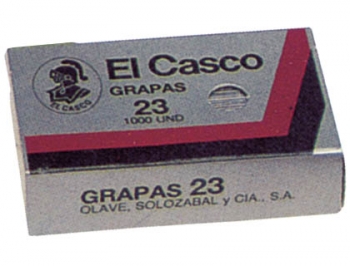 El Casco
GRAPAS
23
1000 UND
EL CASCO
GRAPAS 23
OLAVE, SOLOZABAL y CIA., S.A.